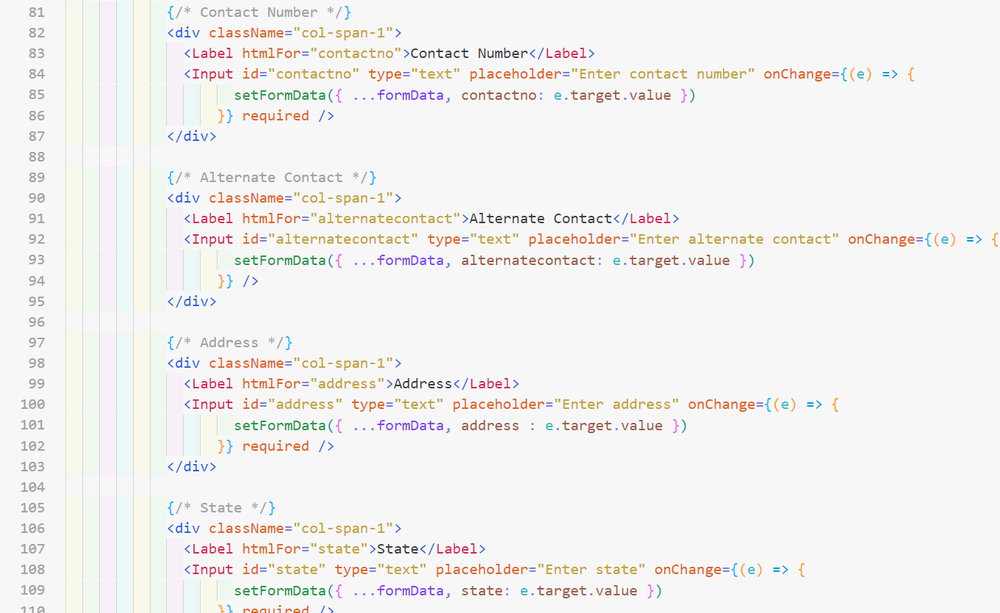 81 {/* Contact Number */}
82 <div className="col-span-1">
83 <Label htmlFor="contactno">Contact Number</Label>
84 <Input id="contactno" type="text" placeholder="Enter contact number" onChange={(e) => {
85 setFormData({ ...formData, contactno: e.target.value })
86 }} required />
87 </div>
88
89 {/* Alternate Contact */}
90 <div className="col-span-1">
91 <Label htmlFor="alternatecontact">Alternate Contact</Label>
92 <Input id="alternatecontact" type="text" placeholder="Enter alternate contact" onChange={(e) => {
93 setFormData({ ...formData, alternatecontact: e.target.value })
94 }} />
95 </div>
96
97 {/* Address */}
98 <div className="col-span-1">
99 <Label htmlFor="address">Address</Label>
100 <Input id="address" type="text" placeholder="Enter address" onChange={(e) => {
101 setFormData({ ...formData, address : e.target.value })
102 }} required />
103 </div>
104
105 {/* State */}
106 <div className="col-span-1">
107 <Label htmlFor="state">State</Label>
108 <Input id="state" type="text" placeholder="Enter state" onChange={(e) => {
109 setFormData({ ...formData, state: e.target.value })
110 }} required />